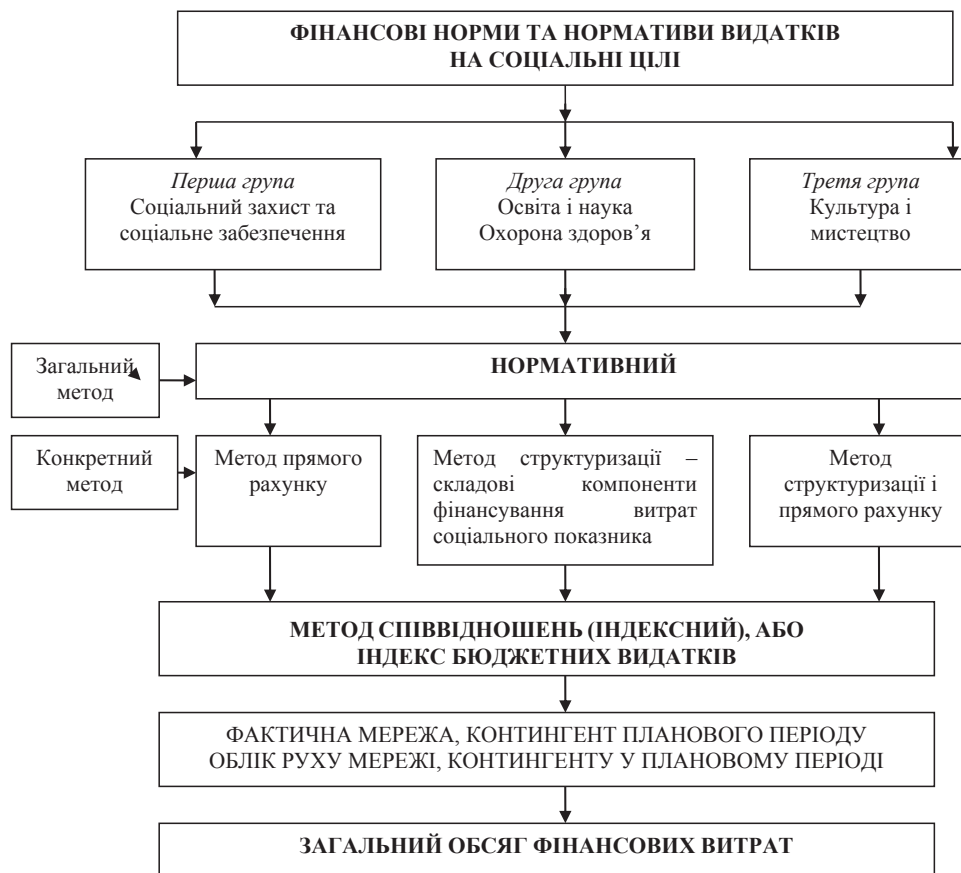 ФІНАНСОВІ НОРМИ ТА НОРМАТИВИ ВИДАТКІВ
НА СОЦІАЛЬНІ ЦІЛІ
Перша група
Соціальний захист та
соціальне забезпечення
Друга група
Освіта і наука
Охорона здоров’я
Третя група
Культура і
мистецтво
Загальний
метод
НОРМАТИВНИЙ
Конкретний
метод
Метод прямого
рахунку
Метод структуризації –
складові компоненти
фінансування витрат
соціального показника
Метод
структуризації і
прямого рахунку
МЕТОД СПІВВІДНОШЕНЬ (ІНДЕКСНИЙ), АБО
ІНДЕКС БЮДЖЕТНИХ ВИДАТКІВ
ФАКТИЧНА МЕРЕЖА, КОНТИНГЕНТ ПЛАНОВОГО ПЕРІОДУ
ОБЛІК РУХУ МЕРЕЖІ, КОНТИНГЕНТУ У ПЛАНОВОМУ ПЕРІОДІ
ЗАГАЛЬНИЙ ОБСЯГ ФІНАНСОВИХ ВИТРАТ